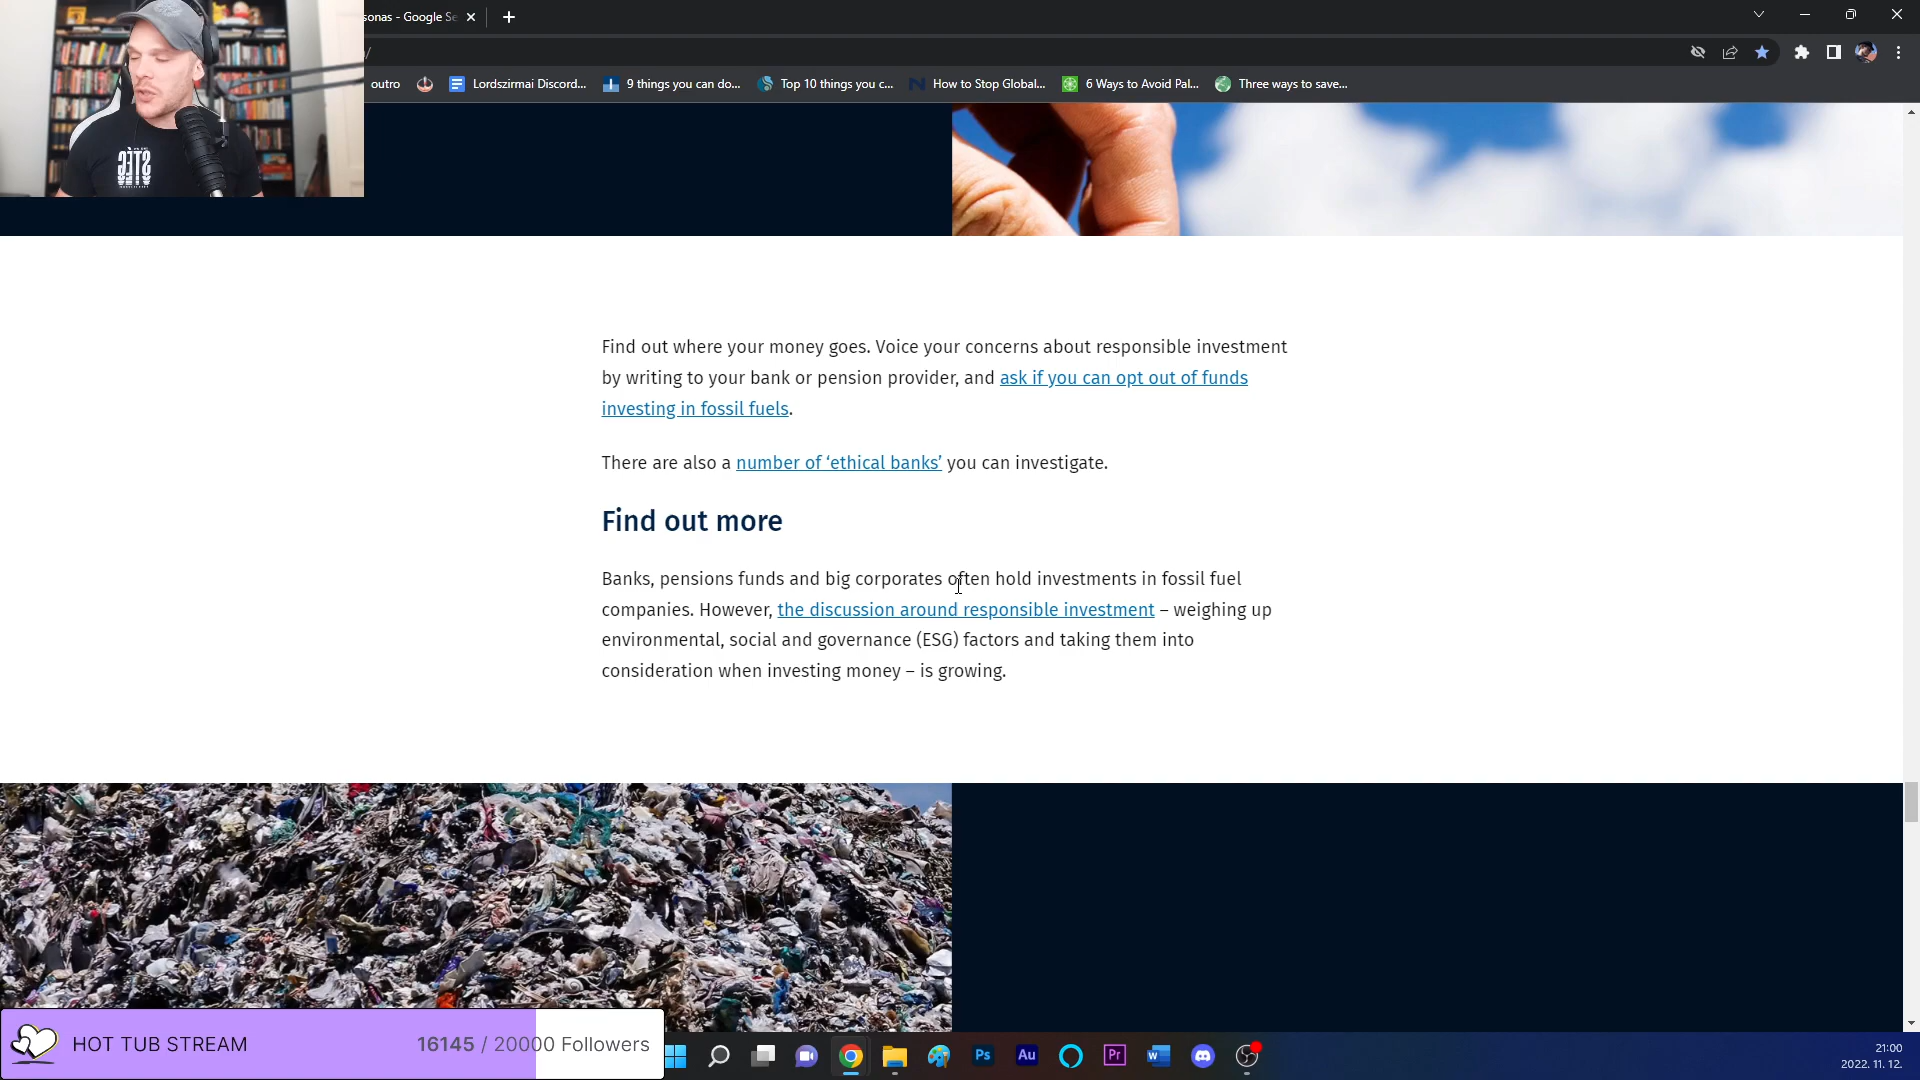 sonas - Google Se
/
outro
Lordszirmai Discord...
9 things you can do...
Top 10 things you c...
How to Stop Global...
6 Ways to Avoid Pal...
Three ways to save...
Find out where your money goes. Voice your concerns about responsible investment
by writing to your bank or pension provider, and ask if you can opt out of funds
investing in fossil fuels.
There are also a number of ‘ethical banks’ you can investigate.
Find out more
Banks, pensions funds and big corporates often hold investments in fossil fuel
companies. However, the discussion around responsible investment – weighing up
environmental, social and governance (ESG) factors and taking them into
consideration when investing money – is growing.
HOT TUB STREAM
16145 / 20000 Followers
Ps
Au
Pr
W
21:00
2022. 11. 12.